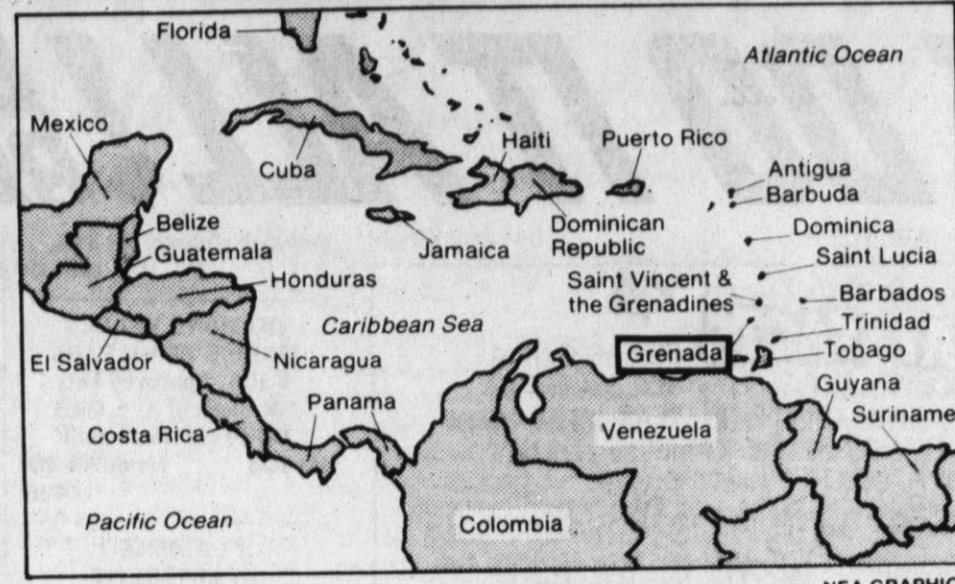 Florida
Atlantic Ocean
Mexico
Cuba
Haiti
Puerto Rico
Antigua
Barbuda
Belize
Guatemala
Jamaica
Dominican
Republic
Dominica
Saint Lucia
Honduras
Saint Vincent &
the Grenadines
Barbados
Caribbean Sea
Trinidad
El Salvador
Nicaragua
Grenada
Tobago
Guyana
Costa Rica
Panama
Venezuela
Suriname
Pacific Ocean
Colombia
NEA GRAPHIC